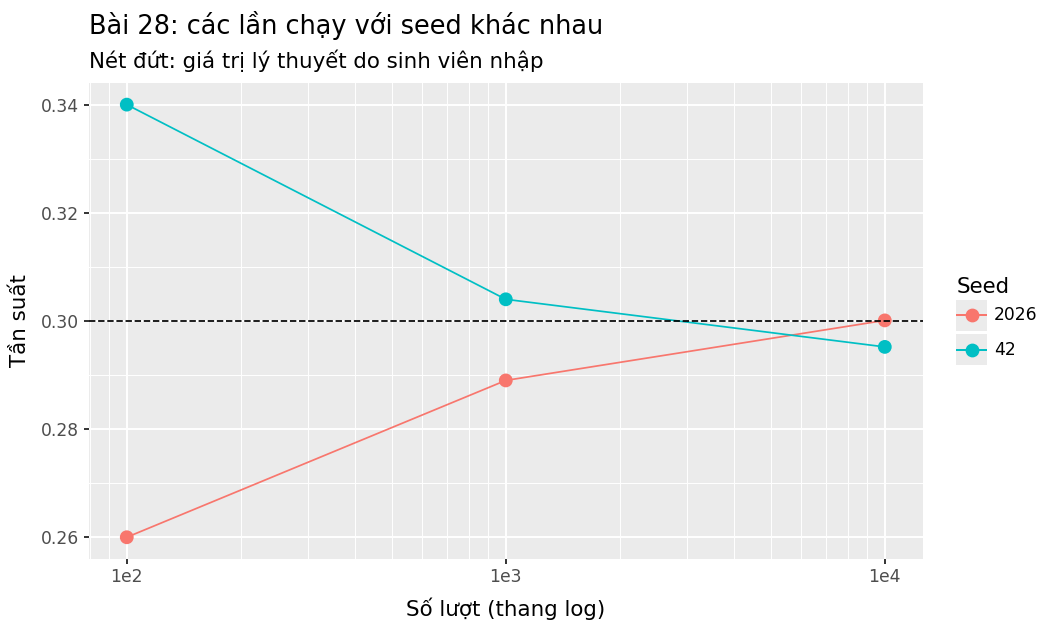 Bài 28: các lần chạy với seed khác nhau
Nét đứt: giá trị lý thuyết do sinh viên nhập
Tần suất
0.34
0.32
0.30
0.28
0.26
1e2
1e3
1e4
Số lượt (thang log)
Seed
2026
42